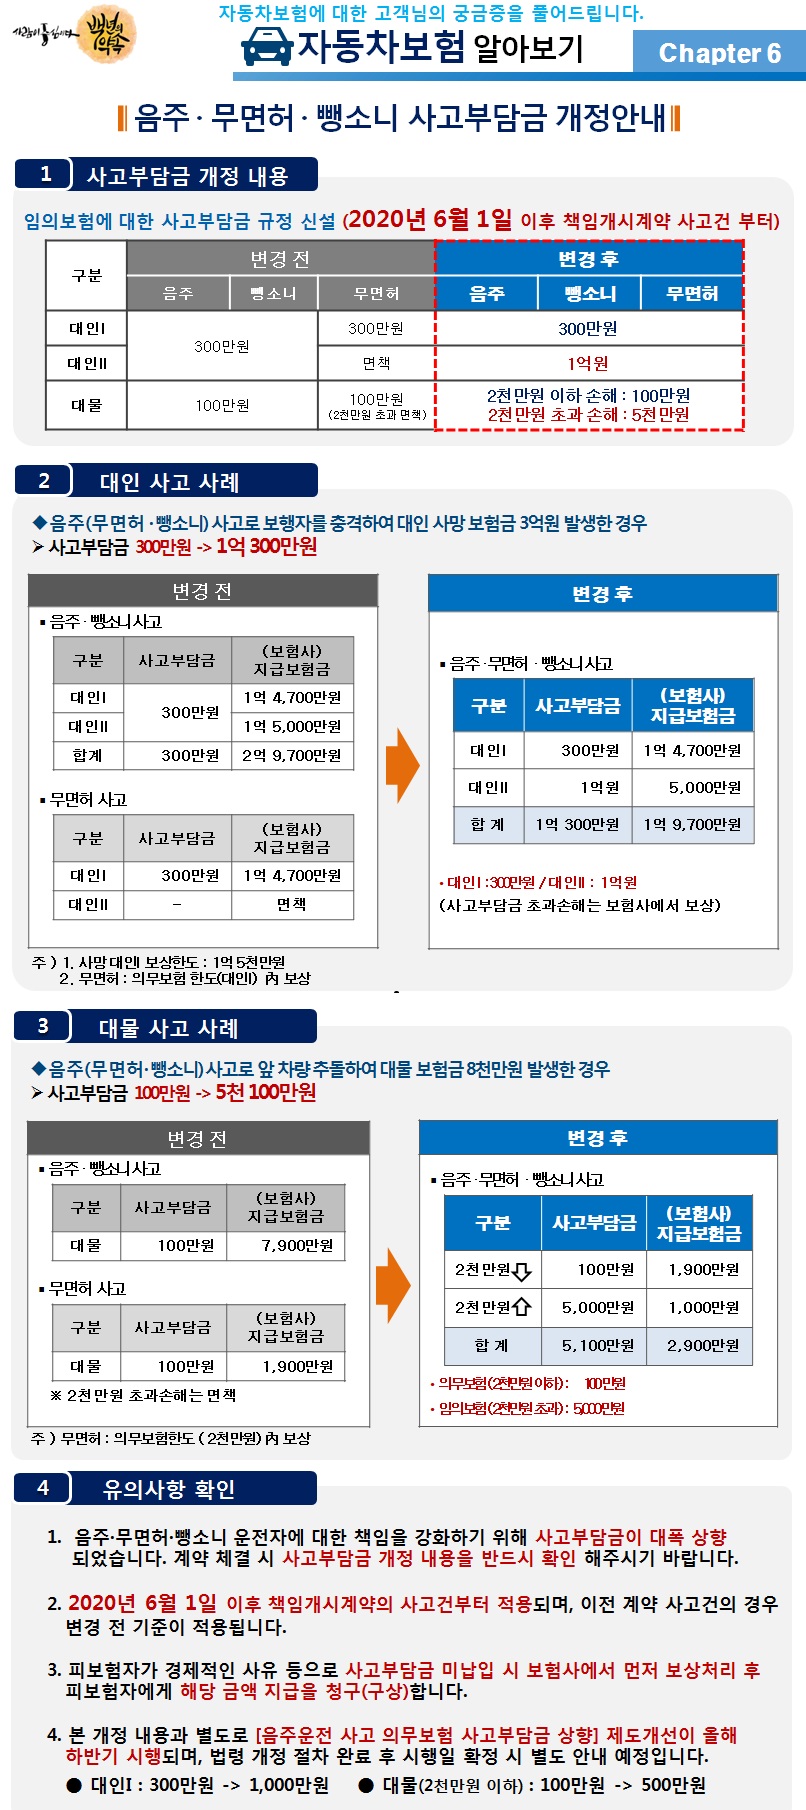 사람이 중심이다
백년의 약속
자동차보험에 대한 고객님의 궁금증을 풀어드립니다.
자동차보험 알아보기
Chapter 6
음주 · 무면허 · 뺑소니 사고부담금 개정안내
1 사고부담금 개정 내용
임의보험에 대한 사고부담금 규정 신설 (2020년 6월 1일 이후 책임개시계약 사고건 부터)
구분 변경 전 변경 후
음주 뺑소니 무면허 음주 뺑소니 무면허
대인I 300만원 300만원 300만원
대인II 면책 1억원
대물 100만원 100만원 (2천만원 초과 면책) 2천만원 이하 손해 : 100만원
2천만원 초과 손해 : 5천만원
2 대인 사고 사례
◆ 음주(무면허 · 뺑소니) 사고로 보행자를 충격하여 대인 사망 보험금 3억원 발생한 경우
➢ 사고부담금 300만원 -> 1억 300만원
변경 전
▪ 음주 · 뺑소니사고
구분 사고부담금 (보험사) 지급보험금
대인I 300만원 1억 4,700만원
대인II 1억 5,000만원
합계 300만원 2억 9,700만원
▪ 무면허 사고
구분 사고부담금 (보험사) 지급보험금
대인I 300만원 1억 4,700만원
대인II - 면책
변경 후
▪ 음주 · 무면허 · 뺑소니사고
구분 사고부담금 (보험사) 지급보험금
대인I 300만원 1억 4,700만원
대인II 1억원 5,000만원
합 계 1억 300만원 1억 9,700만원
• 대인I : 300만원 / 대인II : 1억원
(사고부담금 초과손해는 보험사에서 보상)
주 ) 1. 사망 대인I 보상한도 : 1억 5천만원
2. 무면허 : 의무보험 한도(대인I) 內 보상
3 대물 사고 사례
◆ 음주(무면허 · 뺑소니) 사고로 앞 차량 추돌하여 대물 보험금 8천만원 발생한 경우
➢ 사고부담금 100만원 -> 5천 100만원
변경 전
▪ 음주 · 뺑소니사고
구분 사고부담금 (보험사) 지급보험금
대물 100만원 7,900만원
▪ 무면허 사고
구분 사고부담금 (보험사) 지급보험금
대물 100만원 1,900만원
※ 2천만원 초과손해는 면책
변경 후
▪ 음주 · 무면허 · 뺑소니사고
구분 사고부담금 (보험사) 지급보험금
2천만원⇩ 100만원 1,900만원
2천만원⇧ 5,000만원 1,000만원
합 계 5,100만원 2,900만원
• 의무보험(2천만원 이하) : 100만원
• 임의보험(2천만원 초과) : 5,000만원
주 ) 무면허 : 의무보험한도 ( 2천만원) 內 보상
4 유의사항 확인
1. 음주·무면허·뺑소니 운전자에 대한 책임을 강화하기 위해 사고부담금이 대폭 상향
되었습니다. 계약 체결 시 사고부담금 개정 내용을 반드시 확인 해주시기 바랍니다.
2. 2020년 6월 1일 이후 책임개시계약의 사고건부터 적용되며, 이전 계약 사고건의 경우
변경 전 기준이 적용됩니다.
3. 피보험자가 경제적인 사유 등으로 사고부담금 미납입 시 보험사에서 먼저 보상처리 후
피보험자에게 해당 금액 지급을 청구(구상)합니다.
4. 본 개정 내용과 별도로 [음주운전 사고 의무보험 사고부담금 상향] 제도개선이 올해
하반기 시행되며, 법령 개정 절차 완료 후 시행일 확정 시 별도 안내 예정입니다.
● 대인I : 300만원 -> 1,000만원 ● 대물(2천만원 이하) : 100만원 -> 500만원